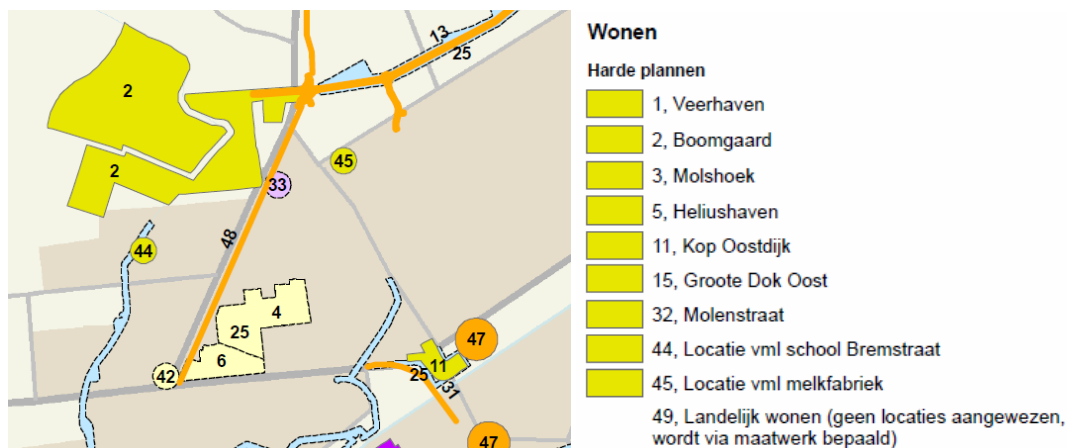 13
25
2
45
2
33
48
44
4
25
47
6
42
11
25
31
47
Wonen
Harde plannen
1, Veerhaven
2, Boomgaard
3, Molshoek
5, Heliushaven
11, Kop Oostdijk
15, Groote Dok Oost
32, Molenstraat
44, Locatie vml school Bremstraat
45, Locatie vml melkfabriek
49, Landelijk wonen (geen locaties aangewezen,
wordt via maatwerk bepaald)